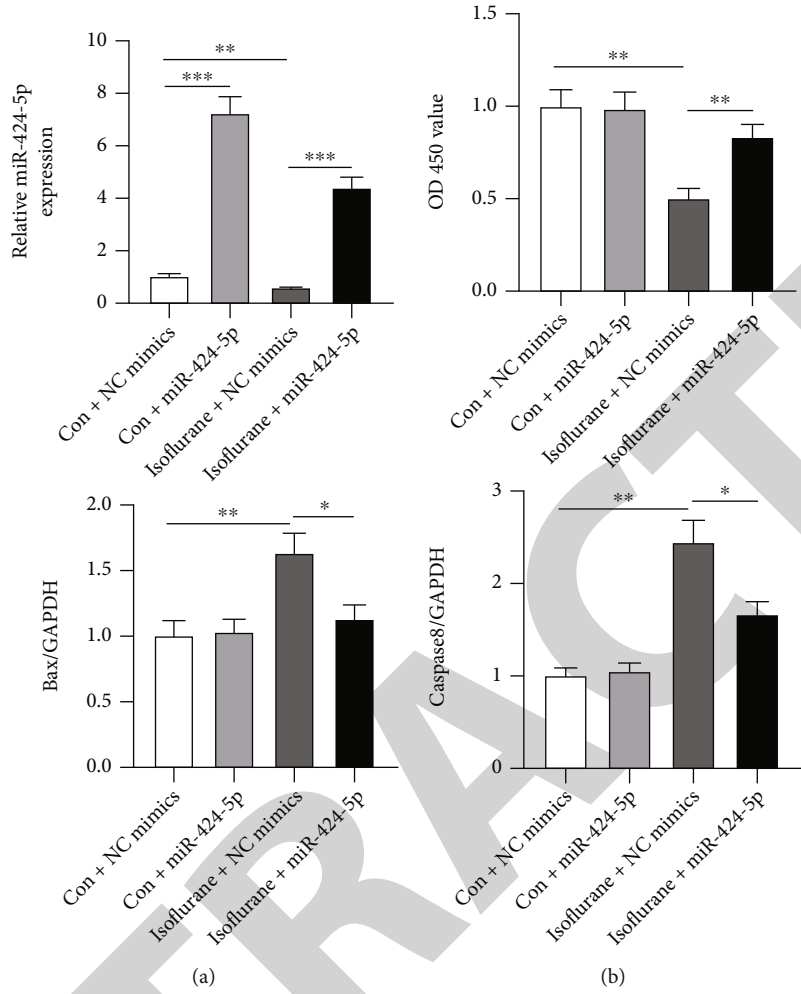 10
8
6
4
2
0
Relative miR-424-5p
expression
**
***
***
Con + NC mimics
Con + miR-424-5p
Isoflurane + NC mimics
Isoflurane + miR-424-5p
1.5
1.0
0.5
0.0
OD 450 value
**
**
Con + NC mimics
Con + miR-424-5p
Isoflurane + NC mimics
Isoflurane + miR-424-5p
2.0
1.5
1.0
0.5
0.0
Bax/GAPDH
**
*
Con + NC mimics
Con + miR-424-5p
Isoflurane + NC mimics
Isoflurane + miR-424-5p
(a)
3
2
1
0
Caspase8/GAPDH
**
*
Con + NC mimics
Con + miR-424-5p
Isoflurane + NC mimics
Isoflurane + miR-424-5p
(b)
TRACT